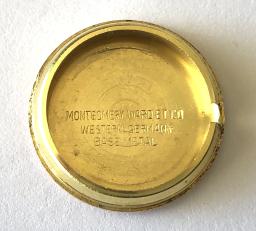 MONTGOMERY WARD & CO
WESTERN GERMANY
BASE METAL